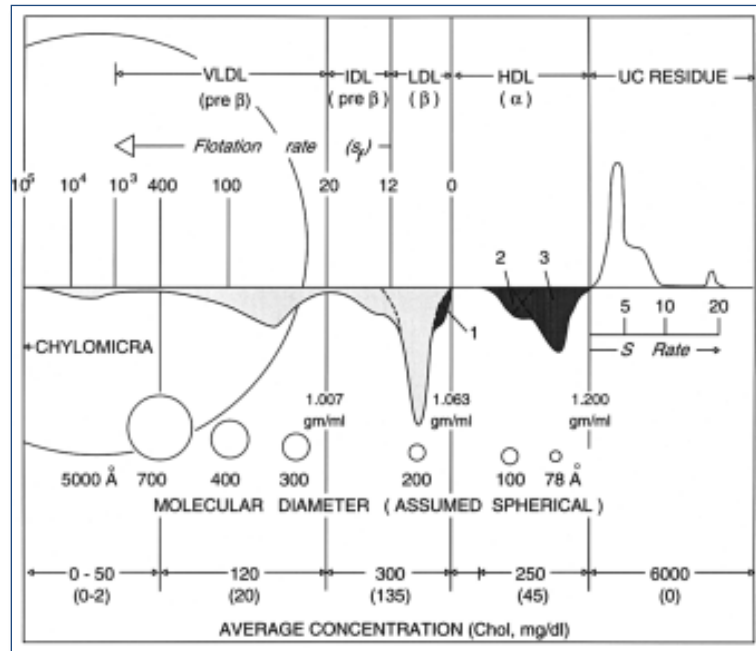 VLDL IDL LDL HDL UC RESIDUE
(pre β) (pre β) (β) (α)
Flotation rate (sf)
10⁵ 10⁴ 10³ 400 100 20 12 0
2 3
1
5 10 20
S Rate
CHYLOMICRA
1.007 1.063 1.200
gm/ml gm/ml gm/ml
5000 Å 700 400 300 200 100 78 Å
MOLECULAR DIAMETER (ASSUMED SPHERICAL)
0 - 50 120 300 250 6000
(0-2) (20) (135) (45) (0)
AVERAGE CONCENTRATION (Chol, mg/dl)